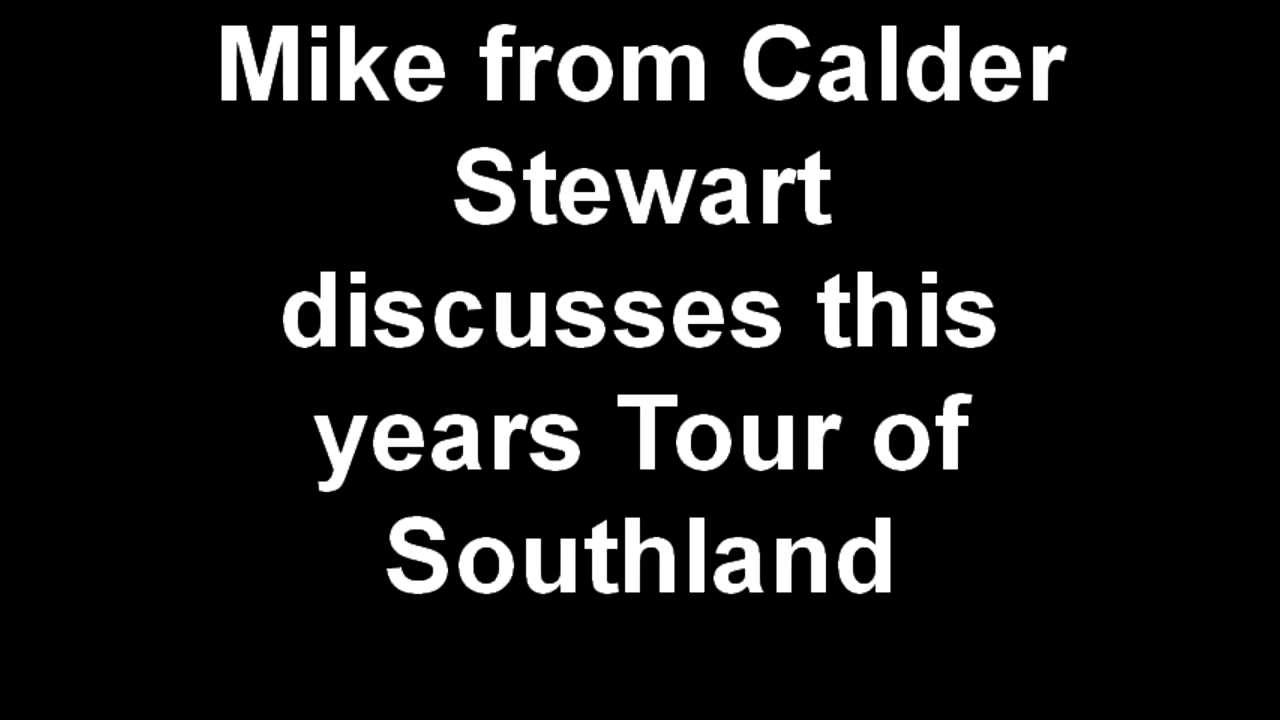 Mike from Calder
Stewart
discusses this
years Tour of
Southland